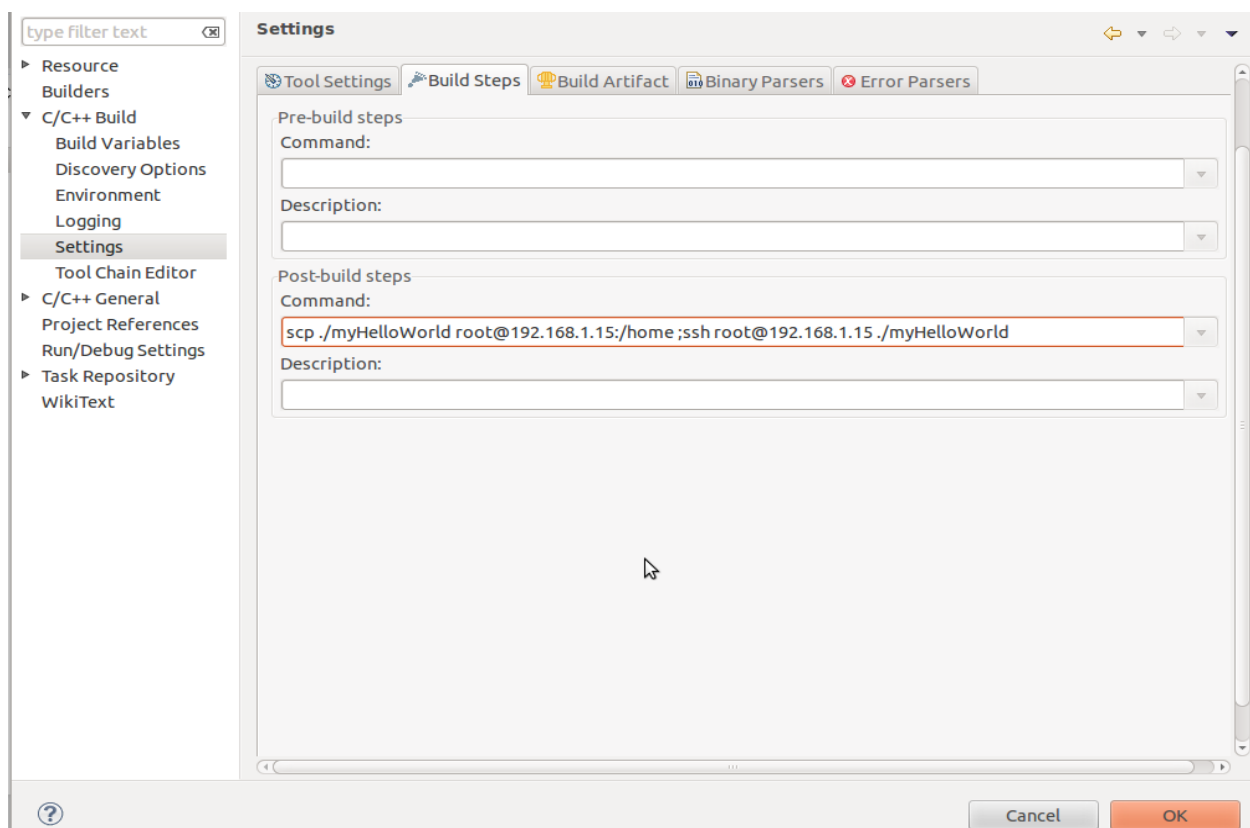 type filter text
Resource
Builders
C/C++ Build
Build Variables
Discovery Options
Environment
Logging
Settings
Tool Chain Editor
C/C++ General
Project References
Run/Debug Settings
Task Repository
WikiText
Settings
Tool Settings Build Steps Build Artifact Binary Parsers Error Parsers
Pre-build steps
Command:
Description:
Post-build steps
Command:
scp ./myHelloWorld root@192.168.1.15:/home ;ssh root@192.168.1.15 ./myHelloWorld
Description:
Cancel OK